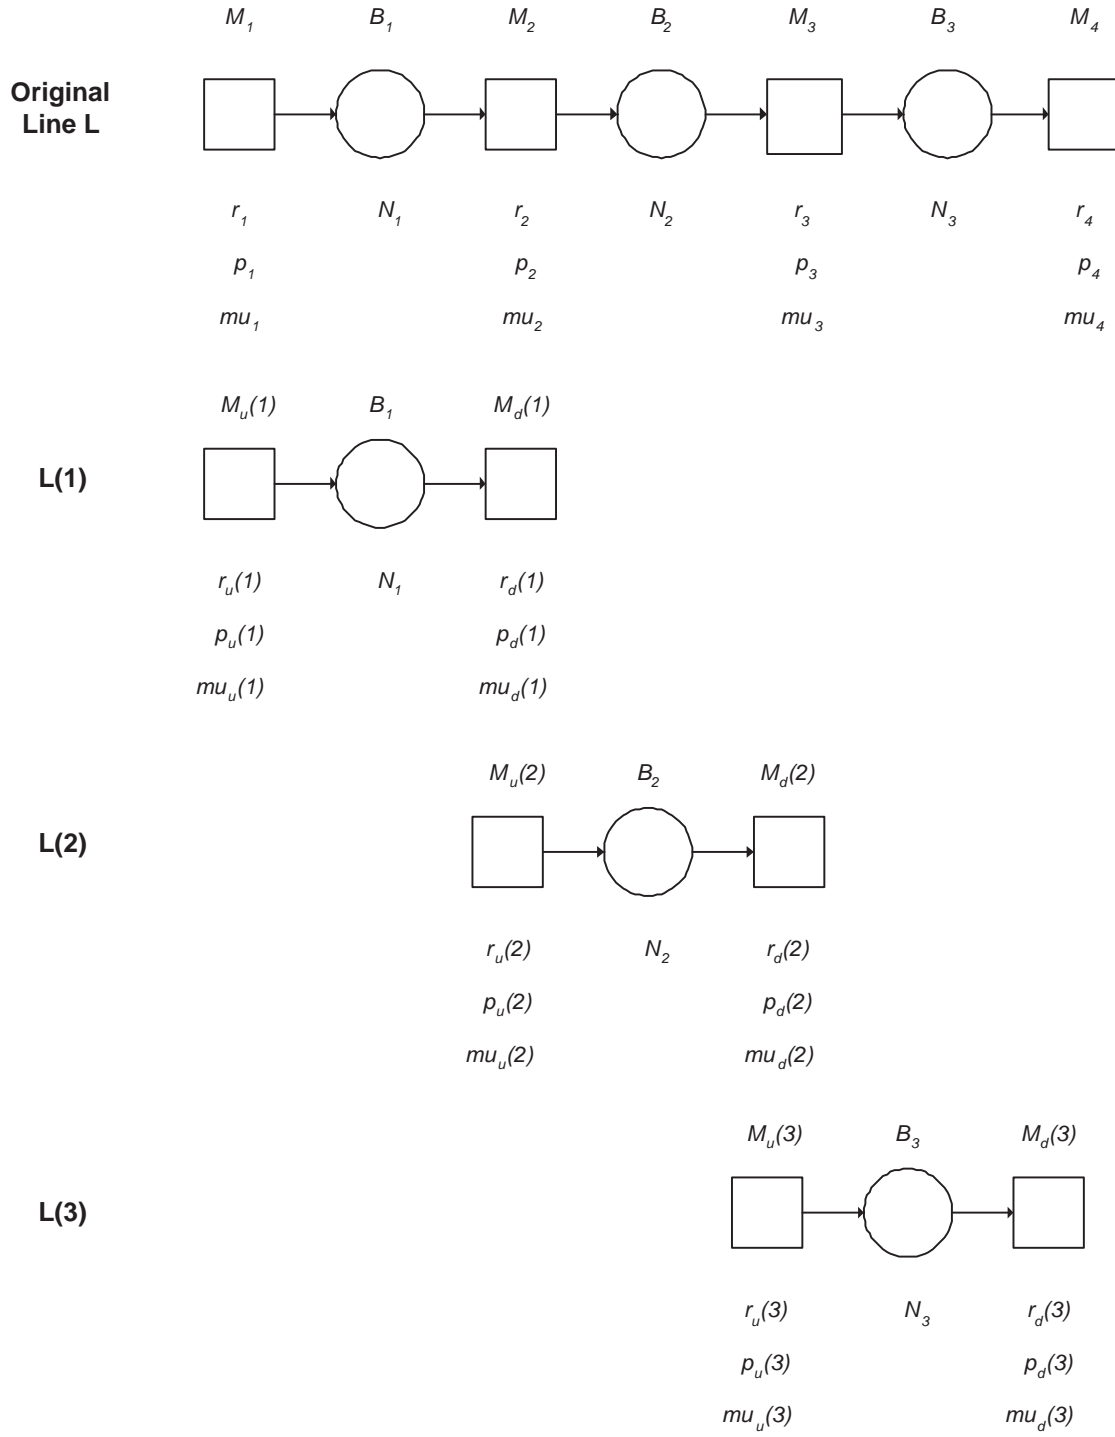 M1 B1 M2 B2 M3 B3 M4
Original
Line L
r1 N1 r2 N2 r3 N3 r4
p1 p2 p3 p4
mu1 mu2 mu3 mu4
Mu(1) B1 Md(1)
L(1)
ru(1) N1 rd(1)
pu(1) pd(1)
muu(1) mud(1)
Mu(2) B2 Md(2)
L(2)
ru(2) N2 rd(2)
pu(2) pd(2)
muu(2) mud(2)
Mu(3) B3 Md(3)
L(3)
ru(3) N3 rd(3)
pu(3) pd(3)
muu(3) mud(3)